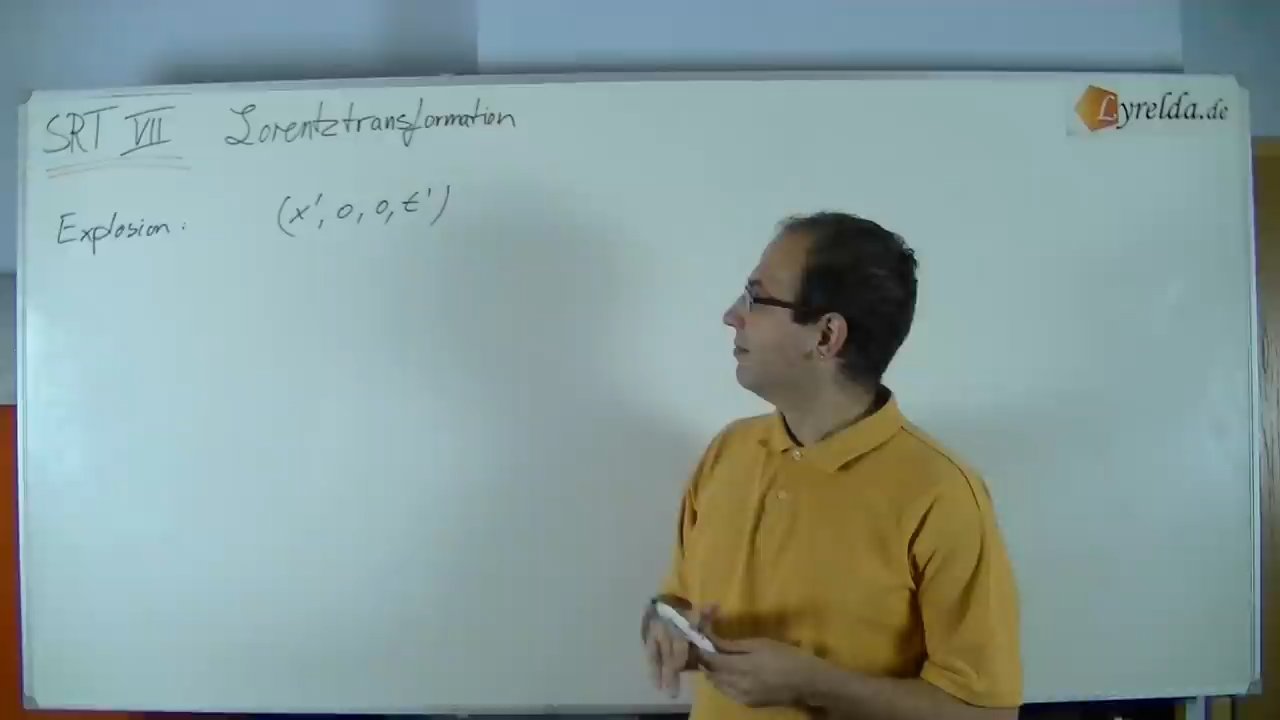 SRT VII Lorentztransformation
Lyrelda.de
Explosion: (x', 0, 0, t')